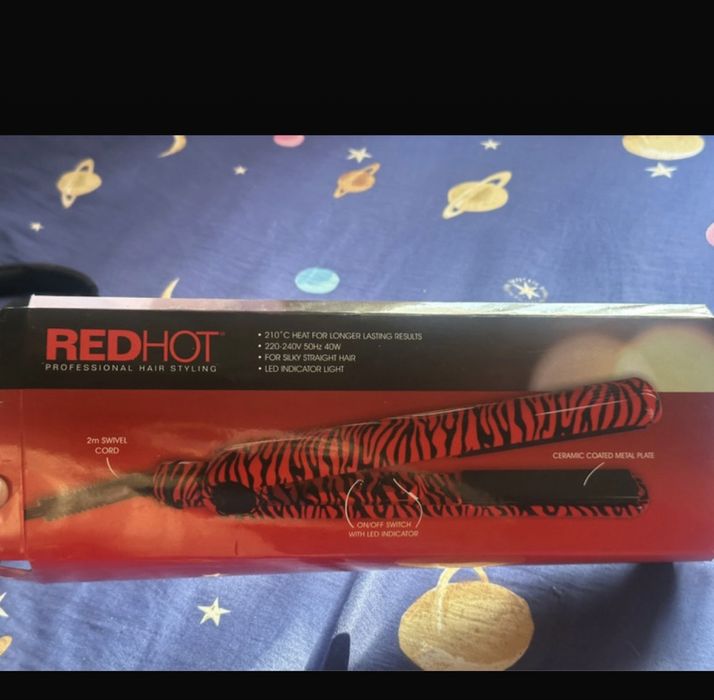 REDHOT
PROFESSIONAL HAIR STYLING
• 210°C HEAT FOR LONGER LASTING RESULTS
• 220-240V 50Hz 40W
• FOR SILKY STRAIGHT HAIR
• LED INDICATOR LIGHT
2m SWIVEL
CORD
CERAMIC COATED METAL PLATE
ON/OFF SWITCH
WITH LED INDICATOR